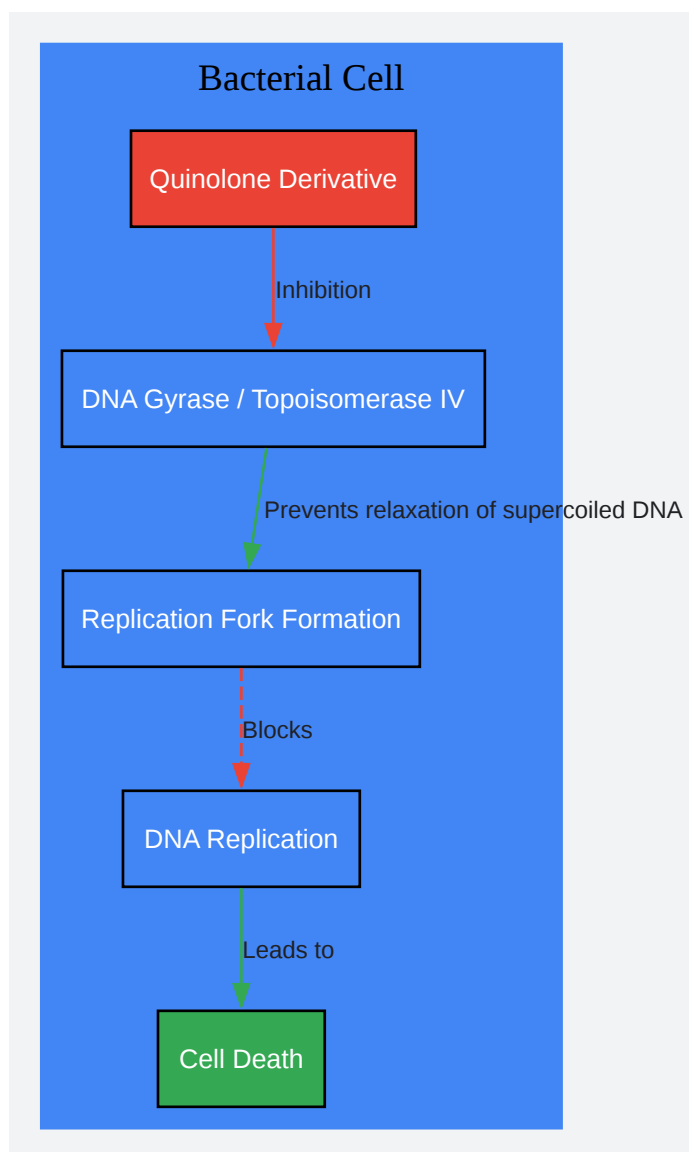 Bacterial Cell
Quinolone Derivative
Inhibition
DNA Gyrase / Topoisomerase IV
Prevents relaxation of supercoiled DNA
Replication Fork Formation
Blocks
DNA Replication
Leads to
Cell Death